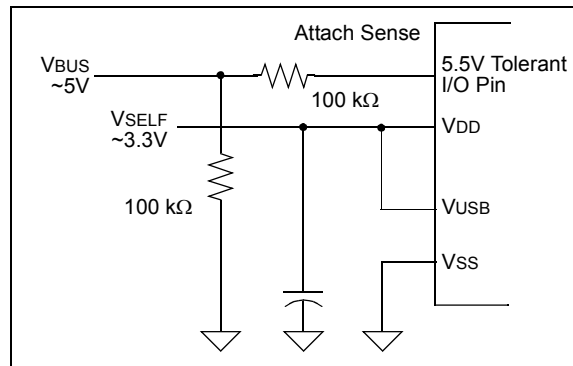 Attach Sense
VBUS
~5V
5.5V Tolerant
I/O Pin
100 kΩ
VSELF
~3.3V
VDD
100 kΩ
VUSB
VSS